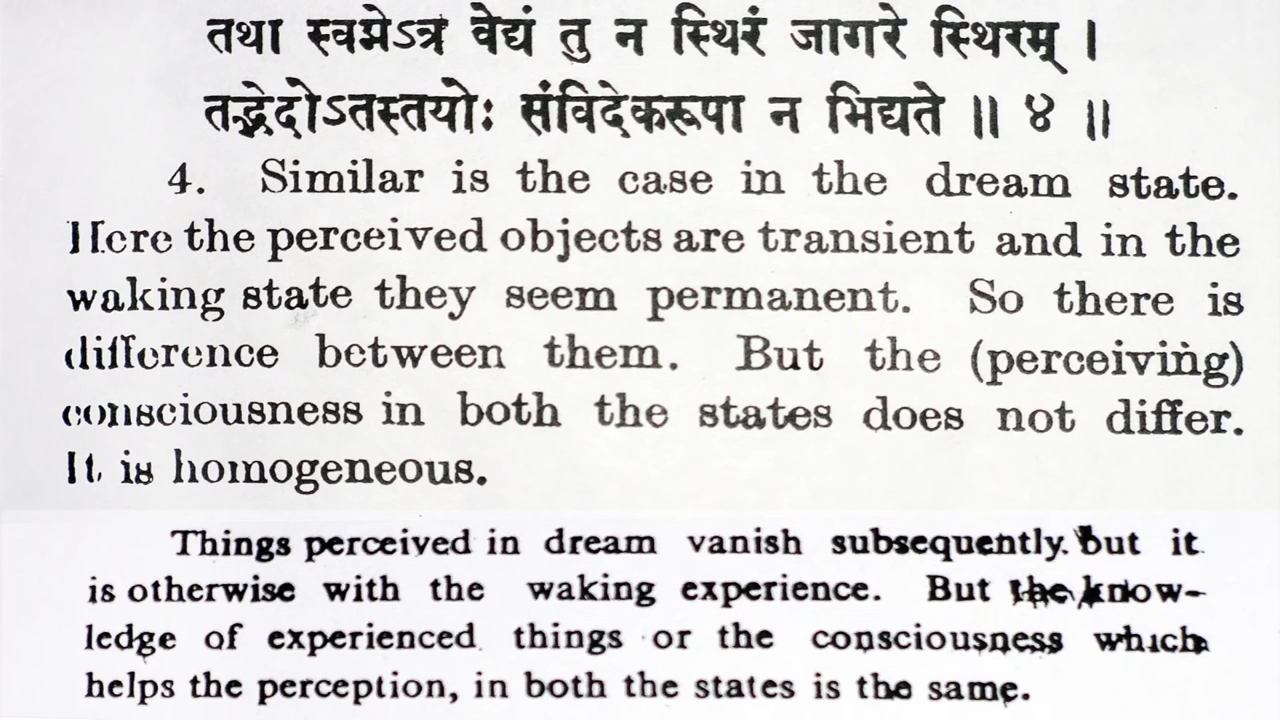 तथा स्वप्नेऽत्र वेद्यं तु न स्थिरं जागरे स्थिरम् ।
तद्भेदोऽतस्तयोः संविदेकरूपा न भिद्यते ॥ ४ ॥
4. Similar is the case in the dream state.
Here the perceived objects are transient and in the
waking state they seem permanent. So there is
difference between them. But the (perceiving)
consciousness in both the states does not differ.
It is homogeneous.
Things perceived in dream vanish subsequently. but it
is otherwise with the waking experience. But the know-
ledge of experienced things or the consciousness which
helps the perception, in both the states is the same.